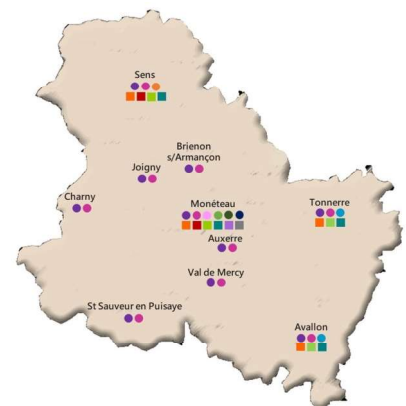 Sens
Brienon
s/Armançon
Joigny
Charny
Monéteau
Tonnerre
Auxerre
Val de Mercy
St Sauveur en Puisaye
Avallon